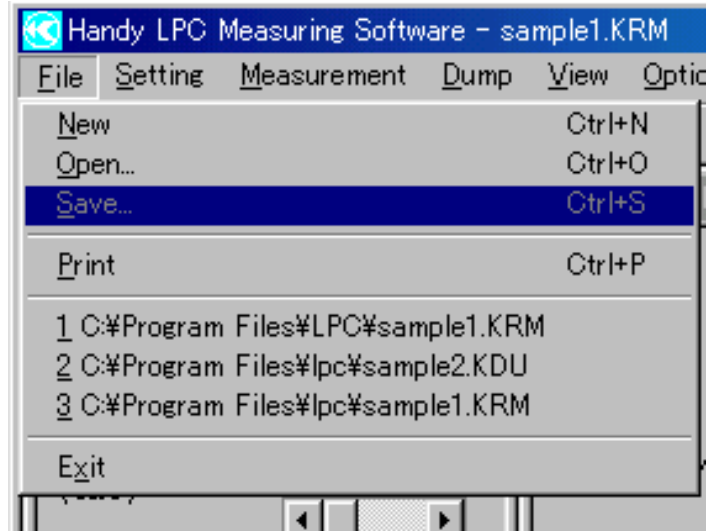 Handy LPC Measuring Software - sample1.KRM
File Setting Measurement Dump View Optio
New Ctrl+N
Open... Ctrl+O
Save... Ctrl+S
Print Ctrl+P
1 C:¥Program Files¥LPC¥sample1.KRM
2 C:¥Program Files¥lpc¥sample2.KDU
3 C:¥Program Files¥lpc¥sample1.KRM
Exit